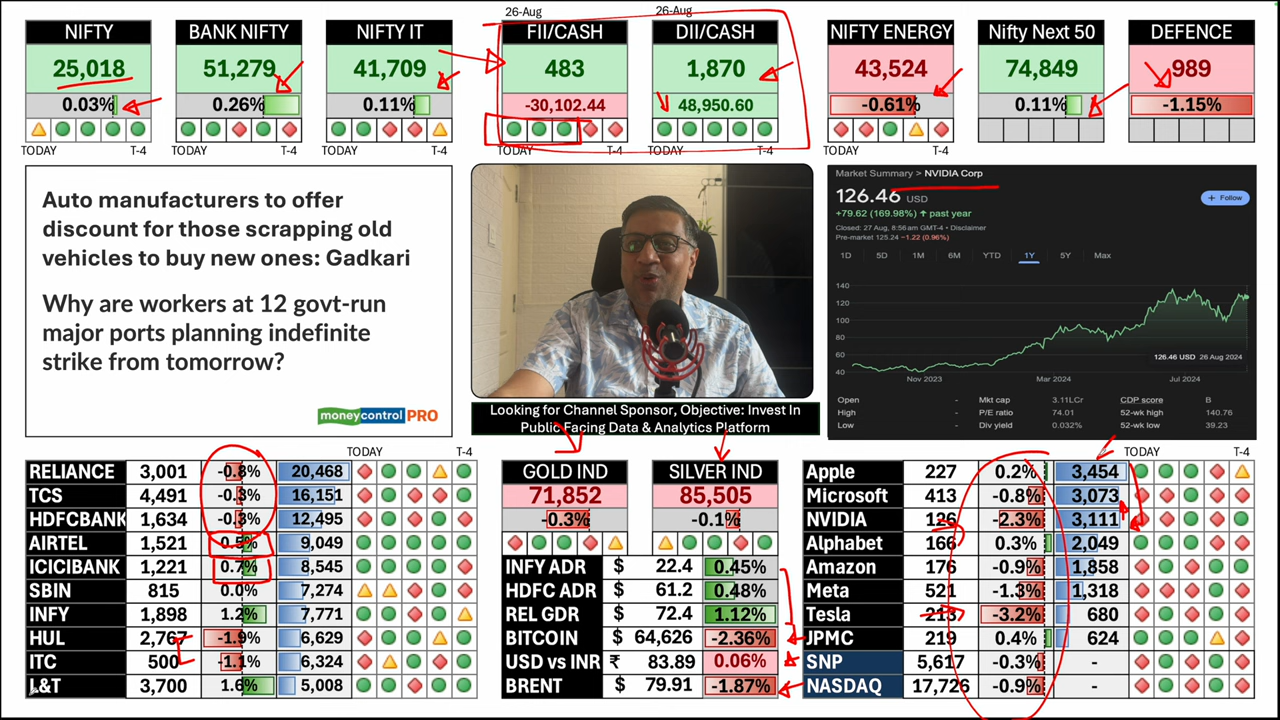 26-Aug 26-Aug
NIFTY BANK NIFTY NIFTY IT FII/CASH DII/CASH NIFTY ENERGY Nifty Next 50 DEFENCE
25,018 51,279 41,709 483 1,870 43,524 74,849 989
0.03% 0.26% 0.11% -30,102.44 48,950.60 -0.61% 0.11% -1.15%
TODAY T-4 TODAY T-4 TODAY T-4 TODAY T-4
Auto manufacturers to offer
discount for those scrapping old
vehicles to buy new ones: Gadkari
Why are workers at 12 govt-run
major ports planning indefinite
strike from tomorrow?
moneycontrol PRO
Looking for Channel Sponsor, Objective: Invest In
Public Facing Data & Analytics Platform
Market Summary > NVIDIA Corp
126.46 USD
+ Follow
+79.62 (169.98%) ↑ past year
Closed: 27 Aug, 8:56 am GMT-4 • Disclaimer
Pre-market 125.24 −1.22 (0.96%)
1D 5D 1M 6M YTD 1Y 5Y Max
140
120
100
80
60
40
126.46 USD 26 Aug 2024
Nov 2023 Mar 2024 Jul 2024
Open - Mkt cap 3.11LCr CDP score B
High - P/E ratio 74.01 52-wk high 140.76
Low - Div yield 0.032% 52-wk low 39.23
TODAY T-4
RELIANCE 3,001 -0.8% 20,468
TCS 4,491 -0.3% 16,151
HDFCBANK 1,634 -0.3% 12,495
AIRTEL 1,521 0.5% 9,049
ICICIBANK 1,221 0.7% 8,545
SBIN 815 0.0% 7,274
INFY 1,898 1.2% 7,771
HUL 2,767 -1.9% 6,629
ITC 500 -1.1% 6,324
L&T 3,700 1.6% 5,008
GOLD IND SILVER IND
71,852 85,505
-0.3% -0.1%
INFY ADR $ 22.4 0.45%
HDFC ADR $ 61.2 0.48%
REL GDR $ 72.4 1.12%
BITCOIN $ 64,626 -2.36%
USD vs INR ₹ 83.89 0.06%
BRENT $ 79.91 -1.87%
TODAY T-4
Apple 227 0.2% 3,454
Microsoft 413 -0.8% 3,073
NVIDIA 126 -2.3% 3,111
Alphabet 166 0.3% 2,049
Amazon 176 -0.9% 1,858
Meta 521 -1.3% 1,318
Tesla 213 -3.2% 680
JPMC 219 0.4% 624
SNP 5,617 -0.3% -
NASDAQ 17,726 -0.9% -